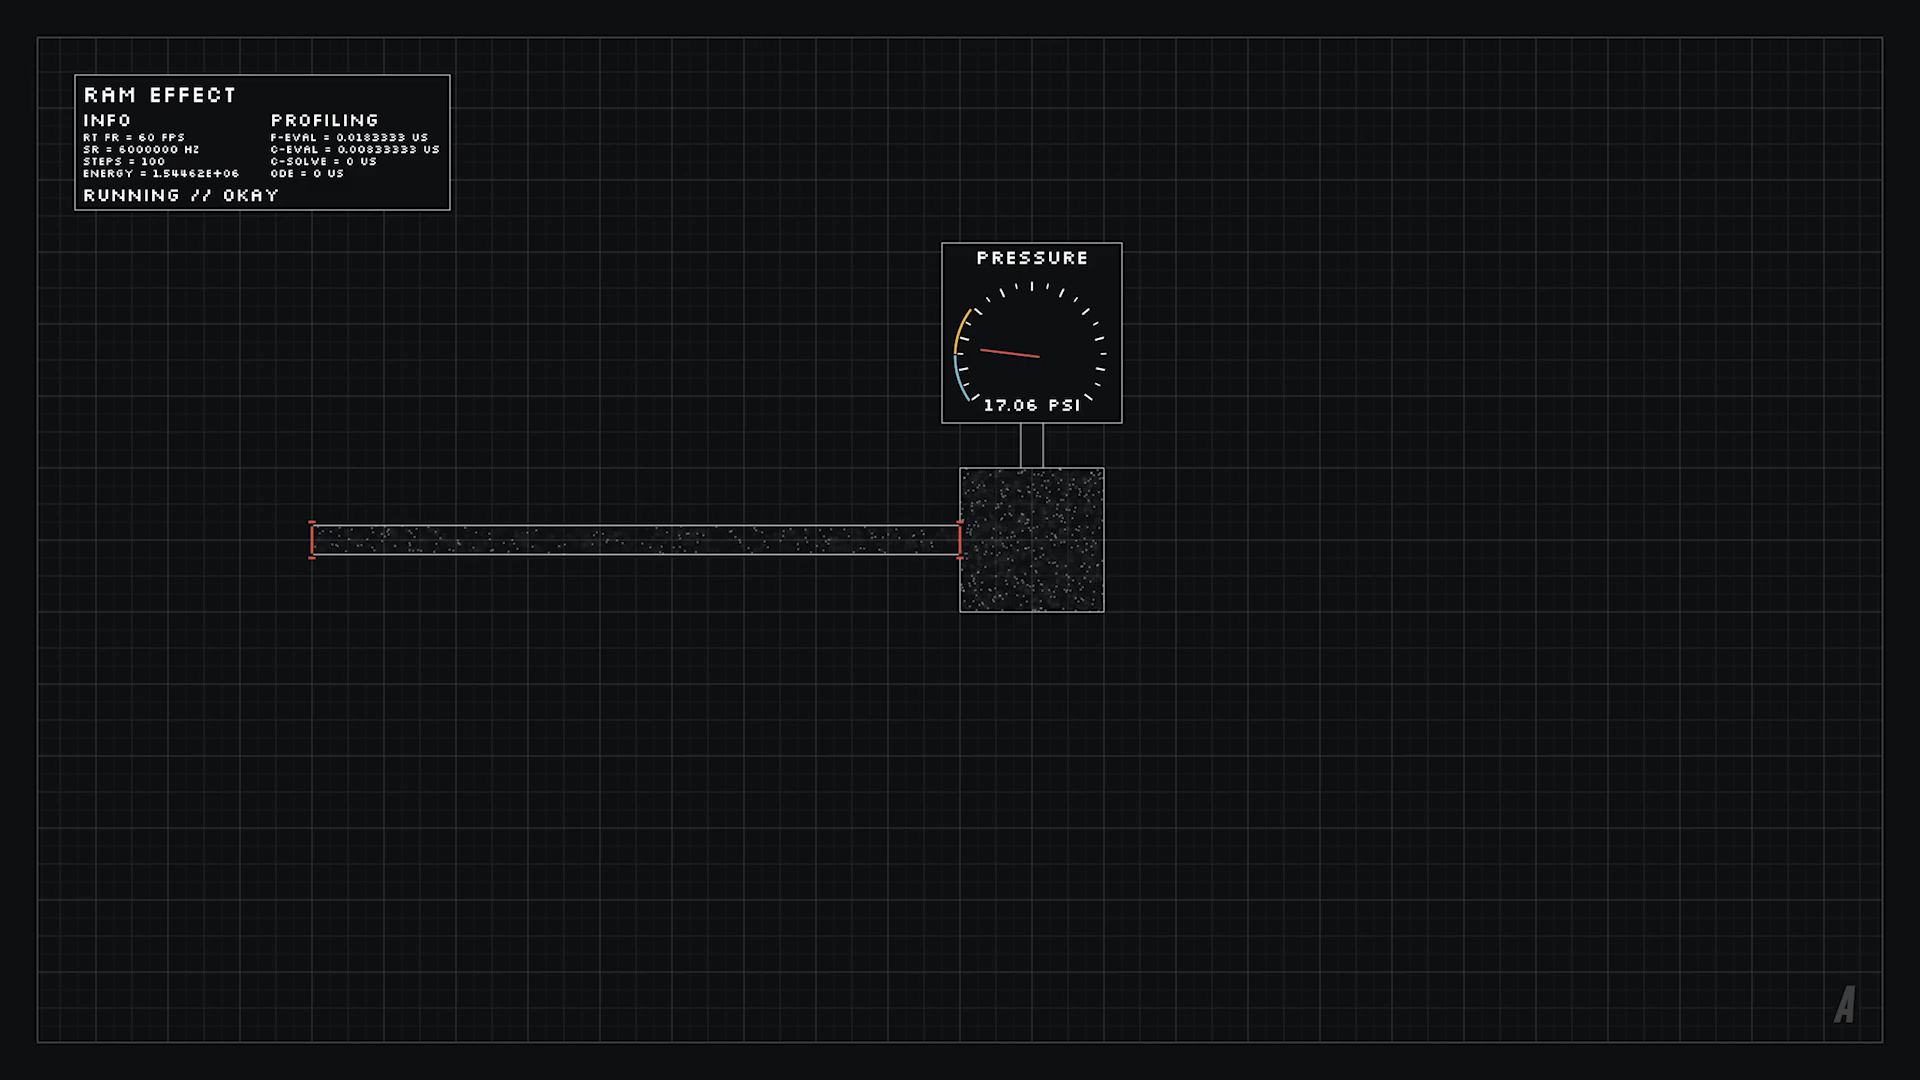 RAM EFFECT
INFO
RT FR = 60 FPS
SR = 6000000 HZ
STEPS = 100
ENERGY = 1.54462E+06
PROFILING
F-EVAL = 0.0183333 US
C-EVAL = 0.00833333 US
C-SOLVE = 0 US
ODE = 0 US
RUNNING // OKAY
PRESSURE
17.06 PSI
A